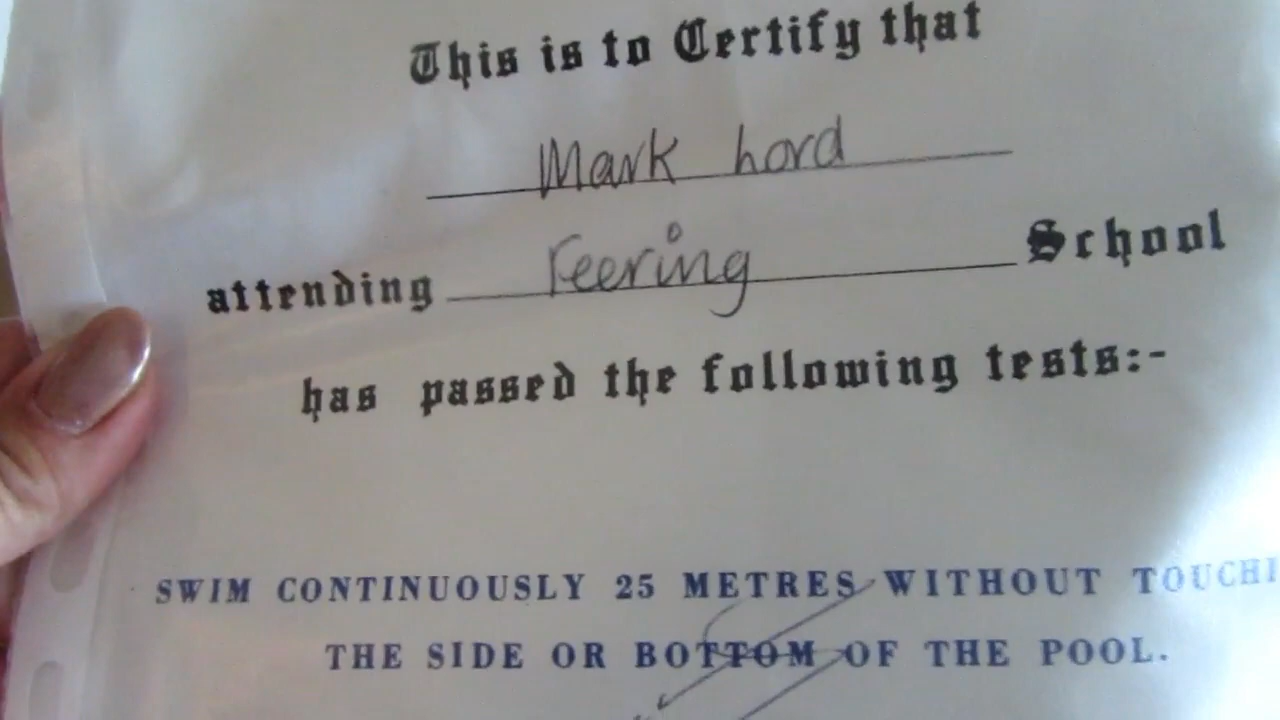 This is to Certify that
Mark Lord
attending Feering School
has passed the following tests:-
SWIM CONTINUOUSLY 25 METRES WITHOUT TOUCHI
THE SIDE OR BOTTOM OF THE POOL.